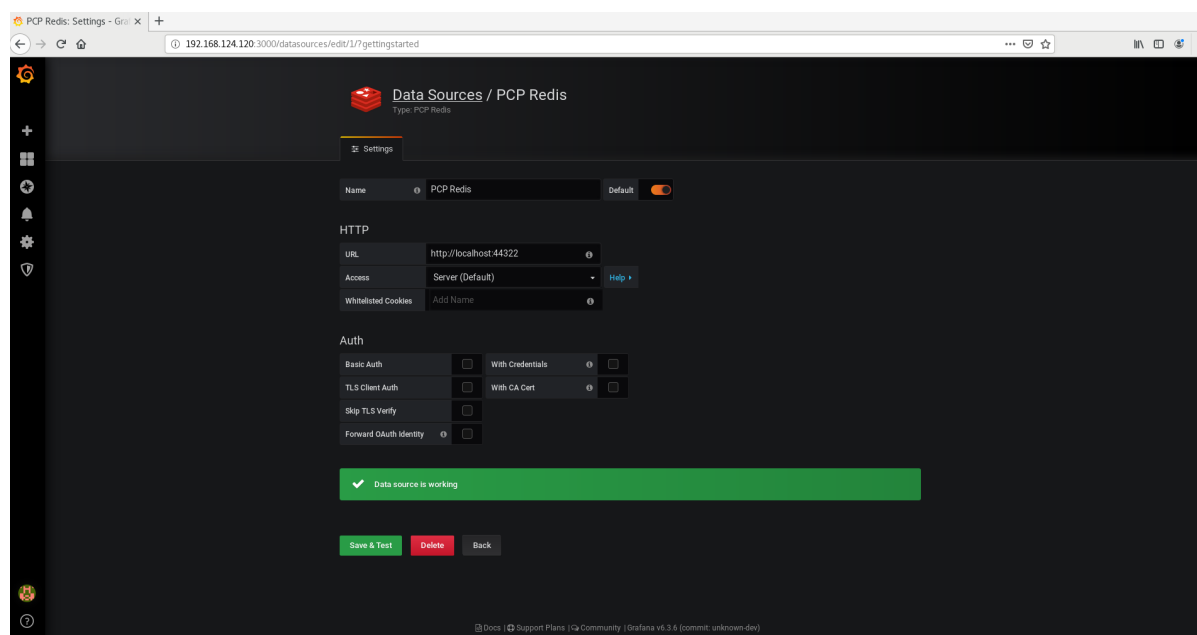 PCP Redis: Settings - Gra
192.168.124.120:3000/datasources/edit/1/?gettingstarted
Data Sources / PCP Redis
Type: PCP Redis
Settings
Name PCP Redis Default
HTTP
URL http://localhost:44322
Access Server (Default) Help
Whitelisted Cookies Add Name
Auth
Basic Auth With Credentials
TLS Client Auth With CA Cert
Skip TLS Verify
Forward OAuth Identity
Data source is working
Save & Test Delete Back
Docs | Support Plans | Community | Grafana v6.3.6 (commit: unknown-dev)